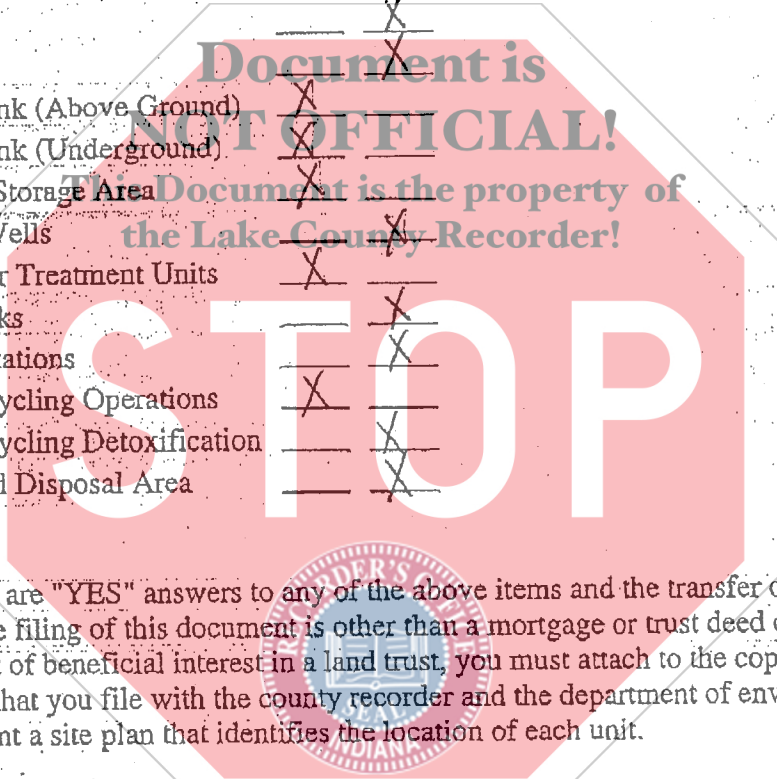 X
X
Document is
nk (Above Ground) X
NOT OFFICIAL!
nk (Underground) X
Storage Area X
This Document is the property of
Wells X
the Lake County Recorder!
r Treatment Units X
ks X
ations X
STOP
ycling Operations X
ycling Detoxification X
l Disposal Area X
RECORDER'S OFFICE
are "YES" answers to any of the above items and the transfer o
e filing of this document is other than a mortgage or trust deed
t of beneficial interest in a land trust, you must attach to the cop
hat you file with the county recorder and the department of env
nt a site plan that identifies the location of each unit.
SEAL
INDIANA